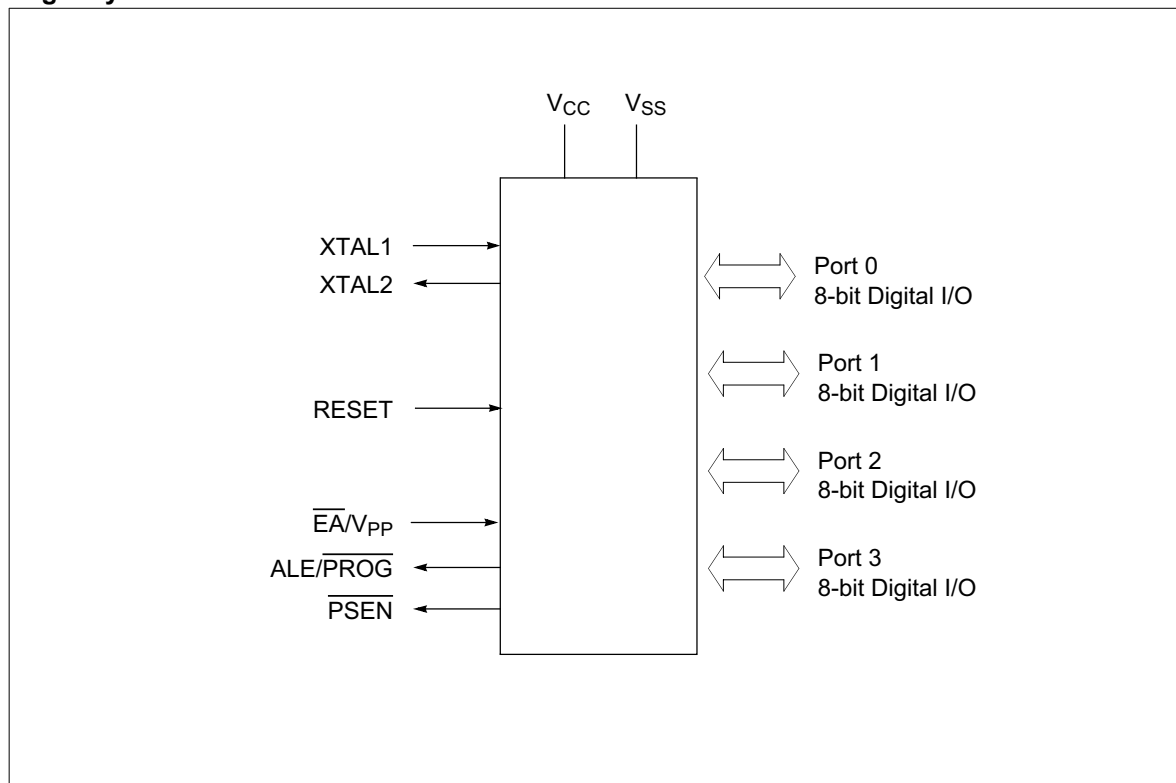 VCC VSS
XTAL1
XTAL2
RESET
EA/VPP
ALE/PROG
PSEN
Port 0
8-bit Digital I/O
Port 1
8-bit Digital I/O
Port 2
8-bit Digital I/O
Port 3
8-bit Digital I/O